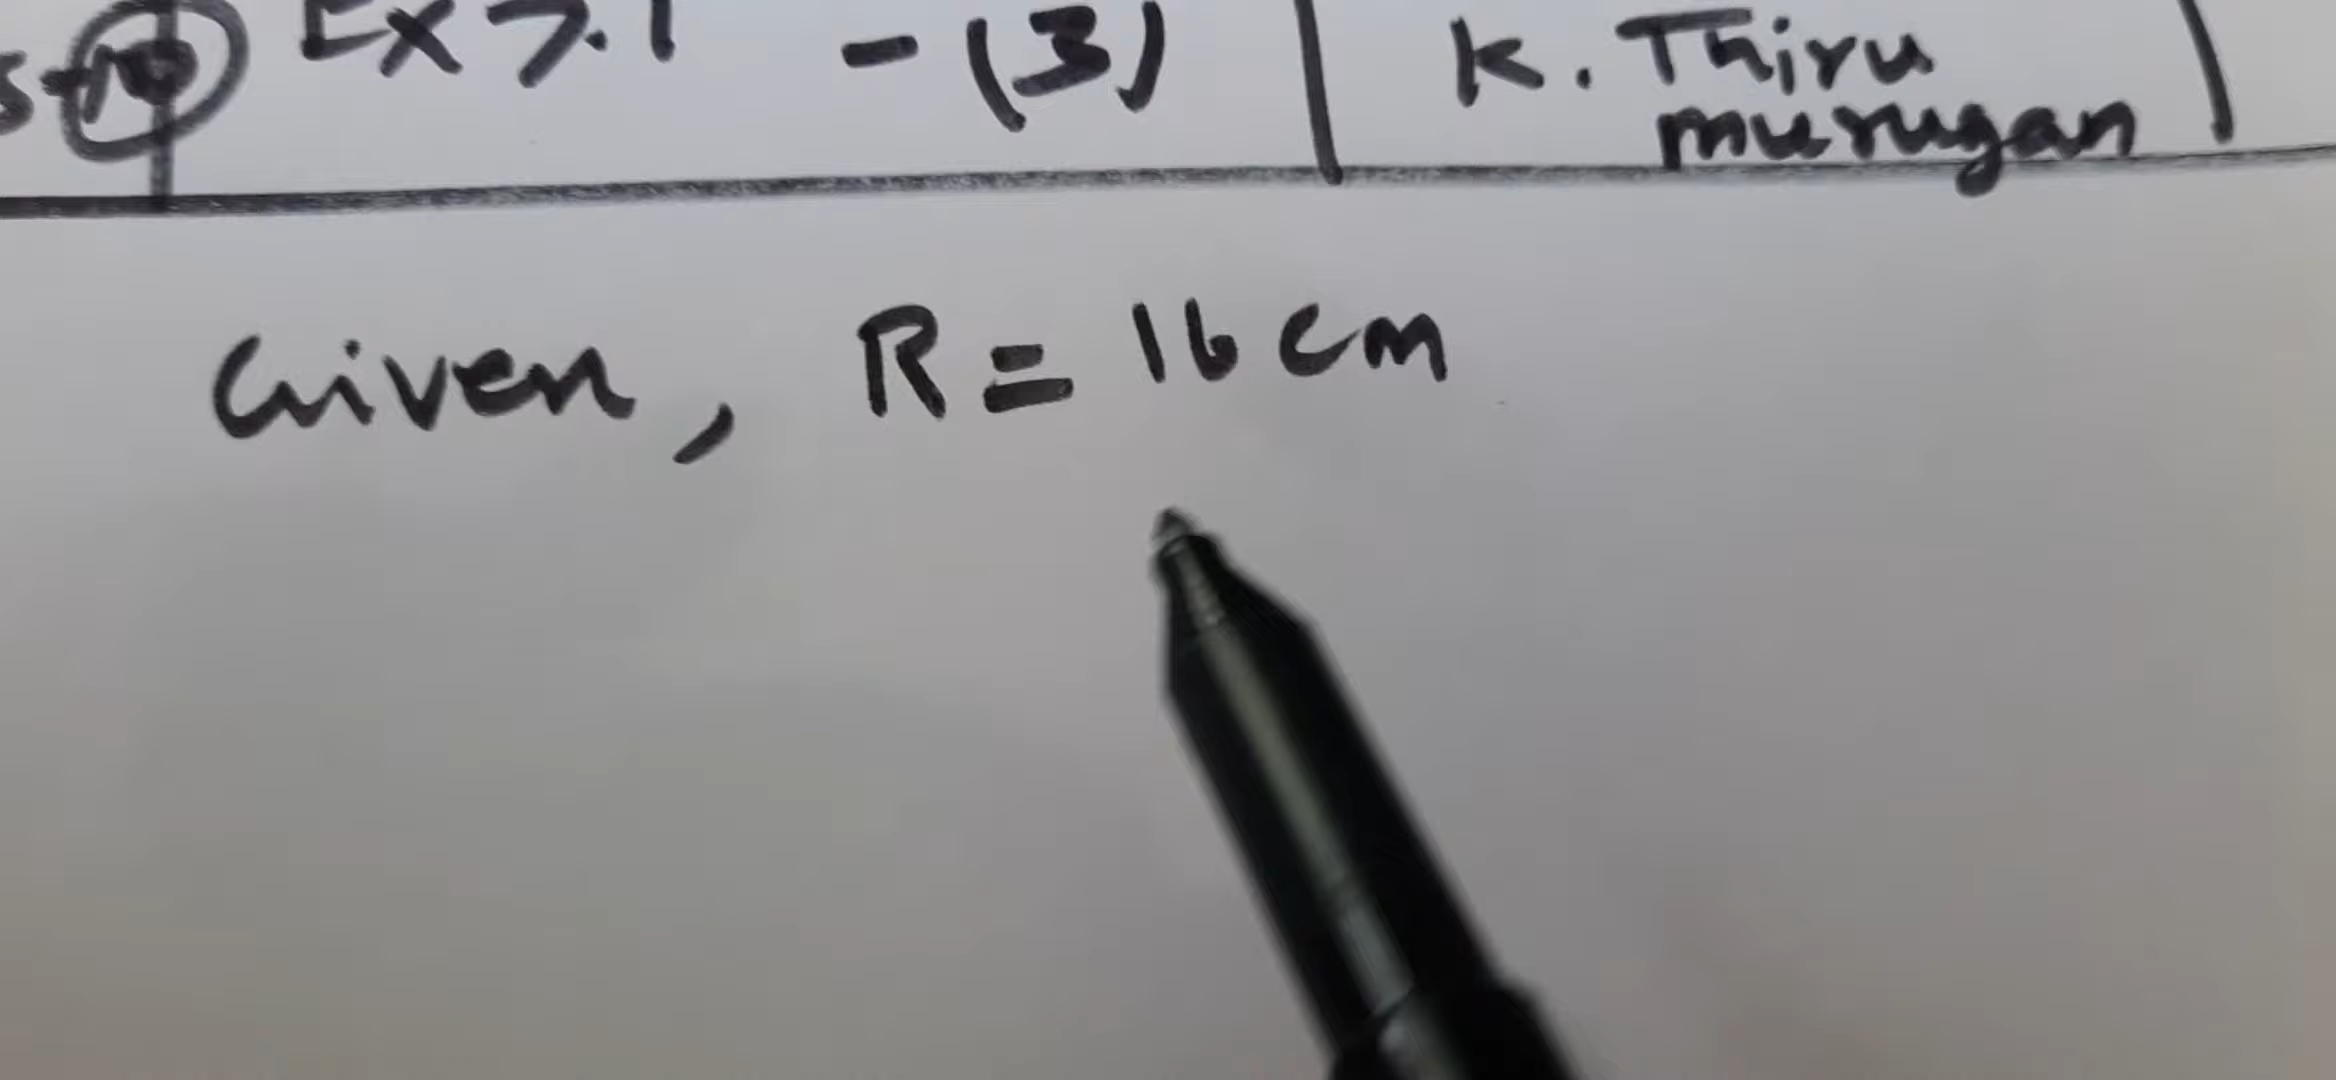 Ex 7.1 - (3)
K. Thiru
murugan
Given, R = 16 cm